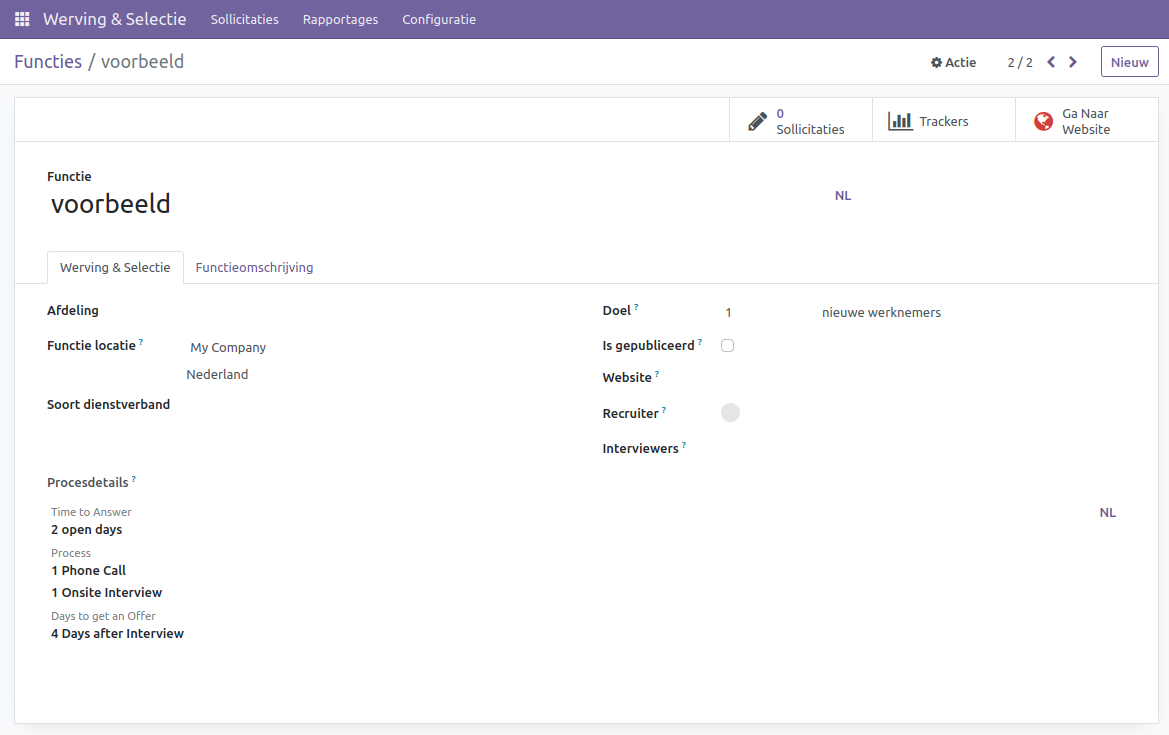 Werving & Selectie Sollicitaties Rapportages Configuratie
Functies / voorbeeld Actie 2 / 2 Nieuw
0 Sollicitaties
Trackers
Ga Naar Website
Functie
voorbeeld NL
Werving & Selectie Functieomschrijving
Afdeling
Functie locatie ? My Company
Nederland
Soort dienstverband
Doel ? 1 nieuwe werknemers
Is gepubliceerd ?
Website ?
Recruiter ?
Interviewers ?
Procesdetails ?
NL
Time to Answer
2 open days
Process
1 Phone Call
1 Onsite Interview
Days to get an Offer
4 Days after Interview